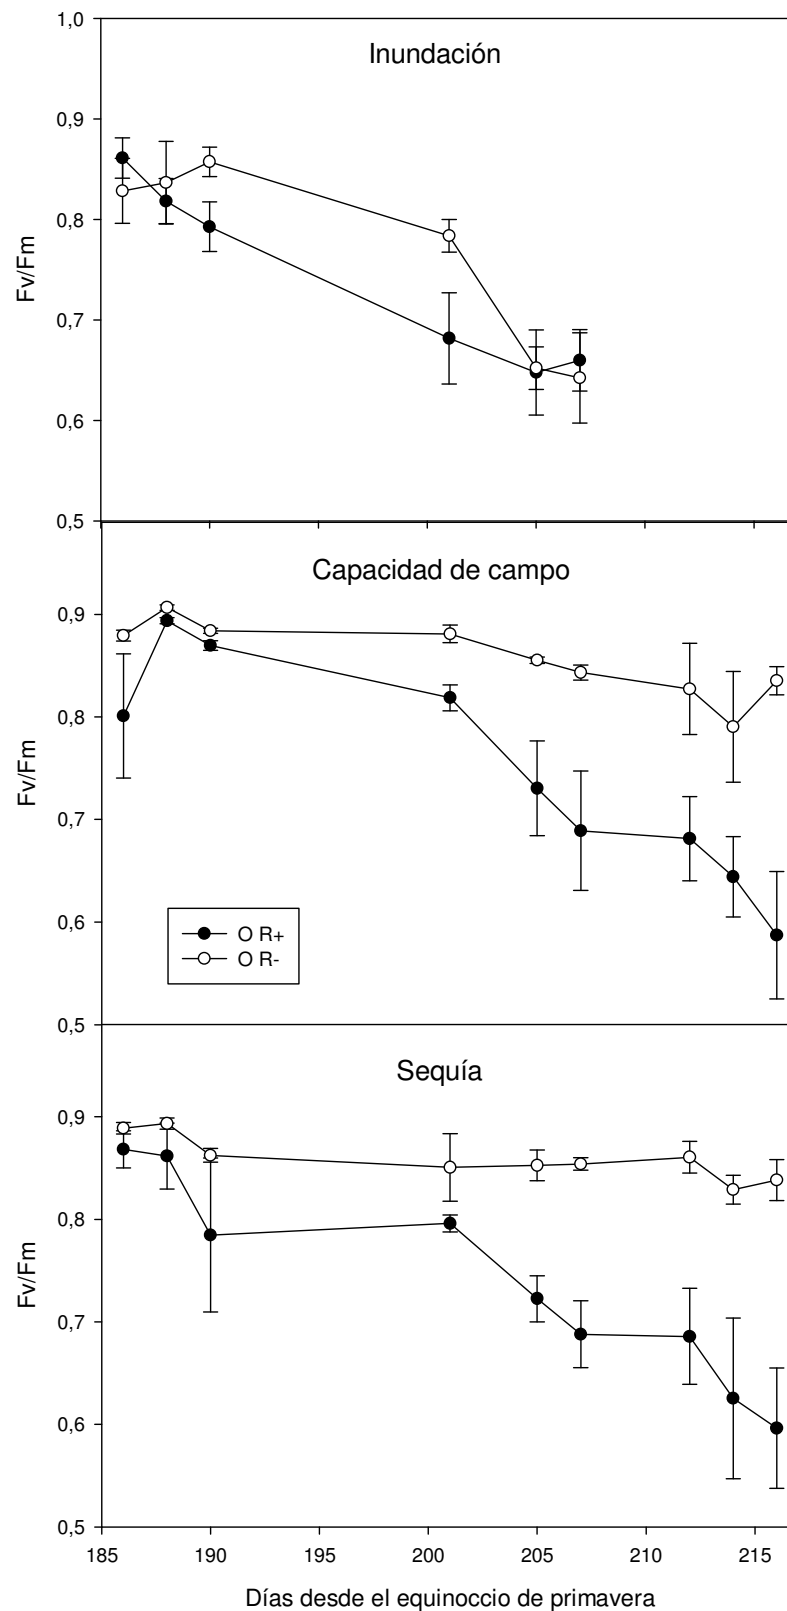 Inundación
1,0
0,9
0,8
0,7
0,6
0,5
Fv/Fm
Capacidad de campo
0,9
0,8
0,7
0,6
0,5
Fv/Fm
O R+
O R-
Sequía
0,9
0,8
0,7
0,6
0,5
Fv/Fm
185 190 195 200 205 210 215
Días desde el equinoccio de primavera